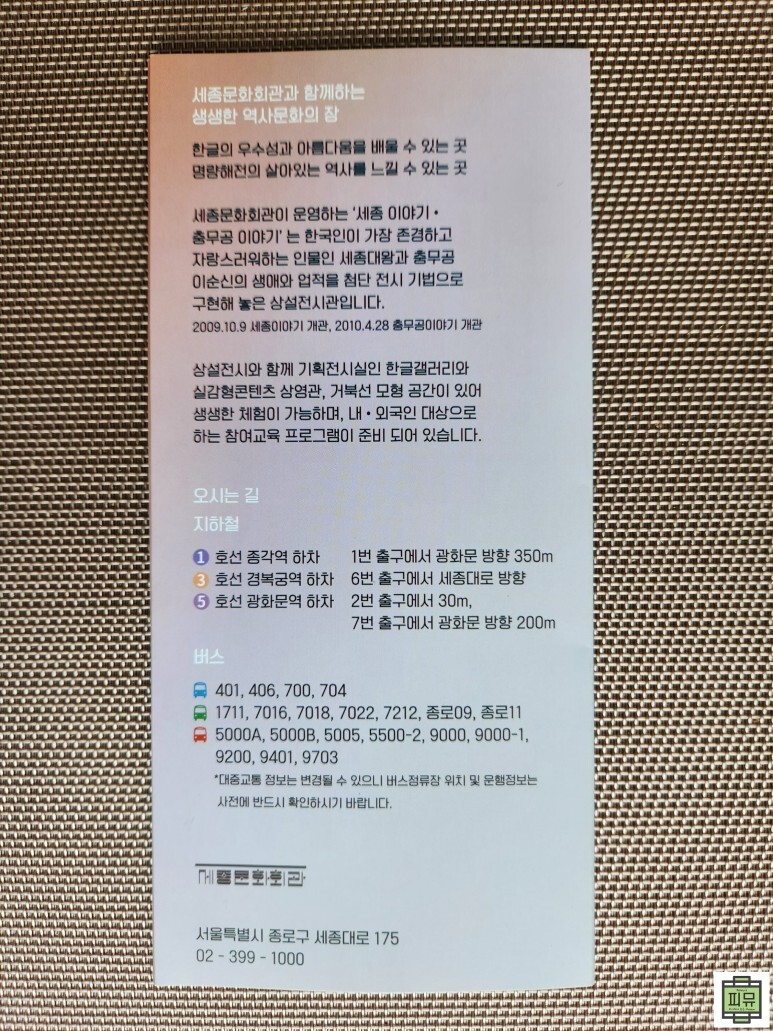 세종문화회관과 함께하는
생생한 역사문화의 장
한글의 우수성과 아름다움을 배울 수 있는 곳
명량해전의 살아있는 역사를 느낄 수 있는 곳
세종문화회관이 운영하는 '세종 이야기 •
충무공 이야기' 는 한국인이 가장 존경하고
자랑스러워하는 인물인 세종대왕과 충무공
이순신의 생애와 업적을 첨단 전시 기법으로
구현해 놓은 상설전시관입니다.
2009.10.9 세종이야기 개관, 2010.4.28 충무공이야기 개관
상설전시와 함께 기획전시실인 한글갤러리와
실감형콘텐츠 상영관, 거북선 모형 공간이 있어
생생한 체험이 가능하며, 내 • 외국인 대상으로
하는 참여교육 프로그램이 준비 되어 있습니다.
오시는 길
지하철
1 호선 종각역 하차 1번 출구에서 광화문 방향 350m
3 호선 경복궁역 하차 6번 출구에서 세종대로 방향
5 호선 광화문역 하차 2번 출구에서 30m,
7번 출구에서 광화문 방향 200m
버스
401, 406, 700, 704
1711, 7016, 7018, 7022, 7212, 종로09, 종로11
5000A, 5000B, 5005, 5500-2, 9000, 9000-1,
9200, 9401, 9703
*대중교통 정보는 변경될 수 있으니 버스정류장 위치 및 운행정보는
사전에 반드시 확인하시기 바랍니다.
세종문화회관
서울특별시 종로구 세종대로 175
02 - 399 - 1000
피뮤